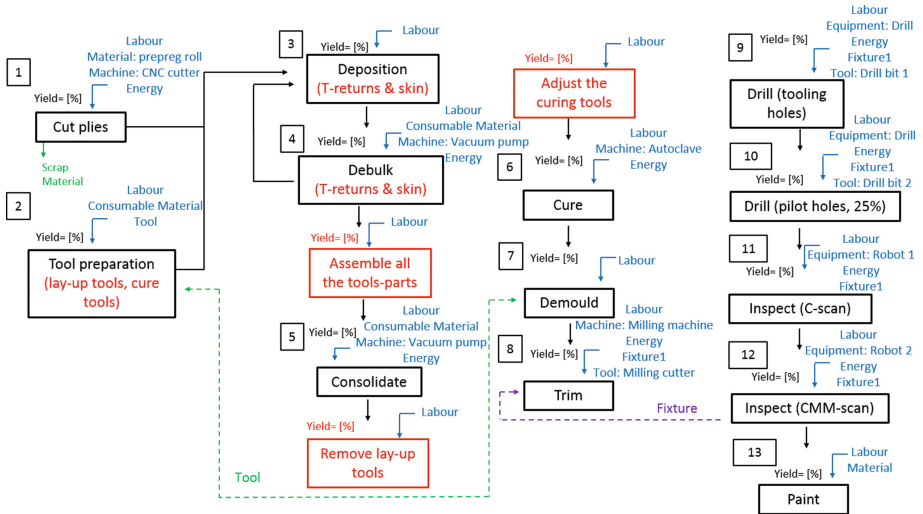 1
Labour
Material: prepreg roll
Machine: CNC cutter
Energy
Yield= [%]
Cut plies
Scrap
Material
2
Labour
Consumable Material
Tool
Yield= [%]
Tool preparation
(lay-up tools, cure
tools)
Tool
3
Labour
Yield= [%]
Deposition
(T-returns & skin)
4
Labour
Consumable Material
Machine: Vacuum pump
Energy
Yield= [%]
Debulk
(T-returns & skin)
Labour
Yield= [%]
Assemble all
the tools-parts
5
Yield= [%]
Labour
Consumable Material
Machine: Vacuum pump
Energy
Consolidate
Labour
Yield= [%]
Remove lay-up
tools
Labour
Yield= [%]
Adjust the
curing tools
6
Labour
Machine: Autoclave
Energy
Yield= [%]
Cure
7
Yield= [%]
Labour
Demould
8
Labour
Machine: Milling machine
Energy
Fixture1
Tool: Milling cutter
Yield= [%]
Trim
Fixture
9
Labour
Equipment: Drill
Energy
Fixture1
Tool: Drill bit 1
Yield= [%]
Drill (tooling
holes)
10
Labour
Equipment: Drill
Energy
Fixture1
Tool: Drill bit 2
Yield= [%]
Drill (pilot holes, 25%)
11
Labour
Equipment: Robot 1
Energy
Fixture1
Yield= [%]
Inspect (C-scan)
12
Labour
Equipment: Robot 2
Energy
Fixture1
Yield= [%]
Inspect (CMM-scan)
13
Labour
Material
Yield= [%]
Paint